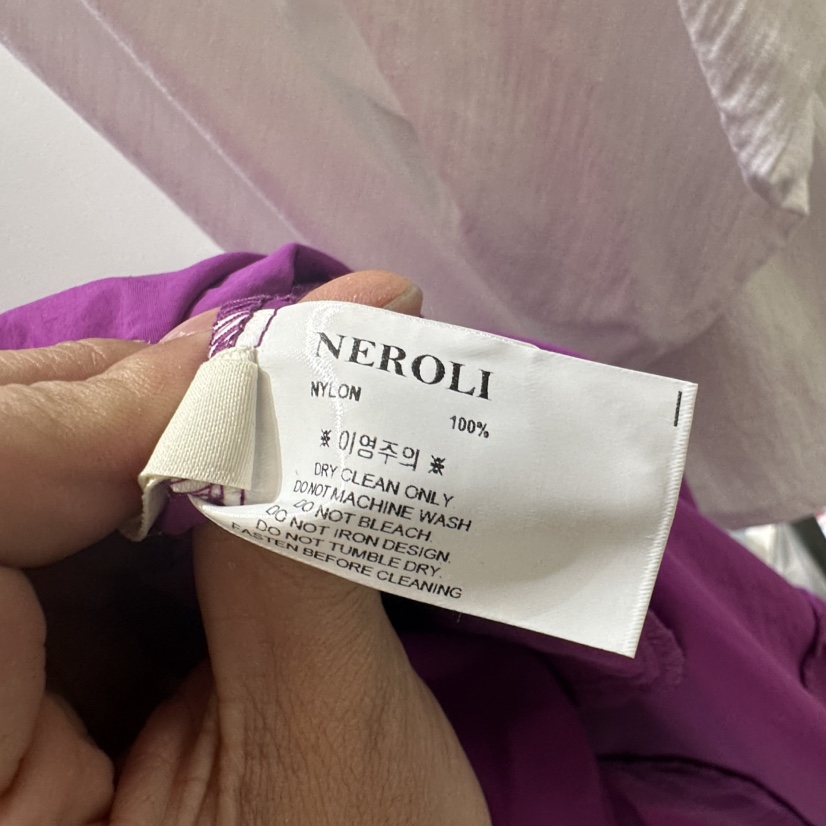 NEROLI
NYLON
100%
※ 이염주의 ※
DRY CLEAN ONLY
DO NOT MACHINE WASH
DO NOT BLEACH.
DO NOT IRON DESIGN.
DO NOT TUMBLE DRY.
FASTEN BEFORE CLEANING